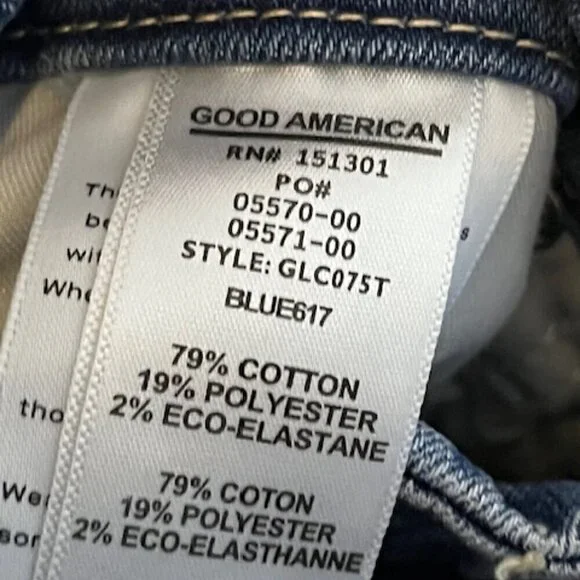 GOOD AMERICAN
RN# 151301
PO#
05570-00
05571-00
STYLE: GLC075T
BLUE617
79% COTTON
19% POLYESTER
2% ECO-ELASTANE
79% COTON
19% POLYESTER
2% ECO-ELASTHANNE